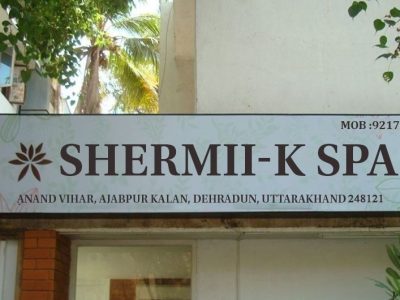 MOB :9217
SHERMII-K SPA
ANAND VIHAR, AJABPUR KALAN, DEHRADUN, UTTARAKHAND 248121